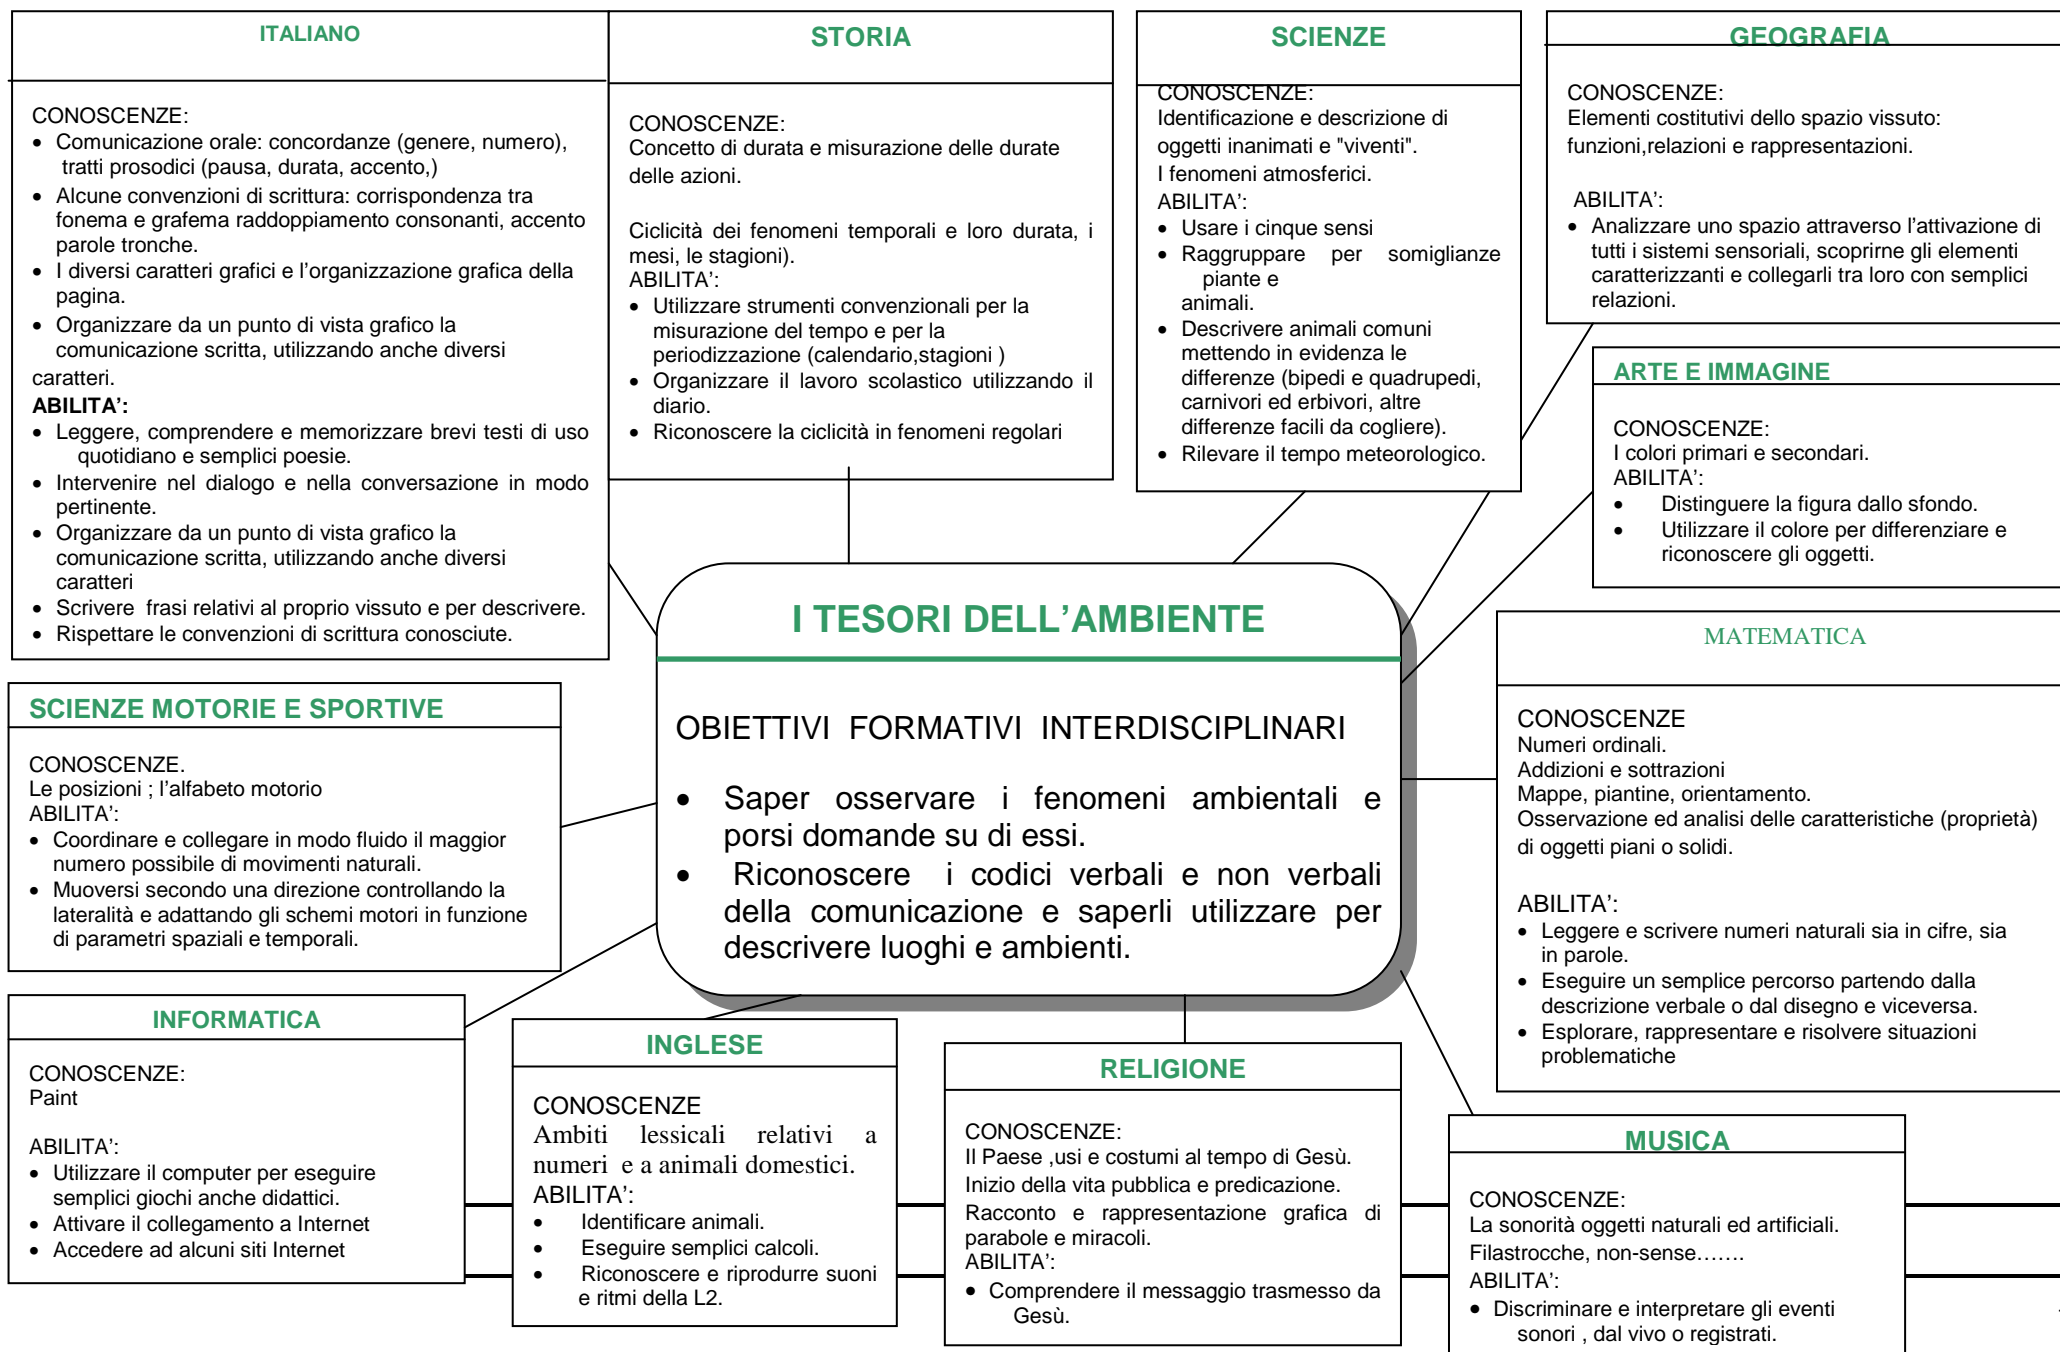 ITALIANO
CONOSCENZE:
• Comunicazione orale: concordanze (genere, numero),
tratti prosodici (pausa, durata, accento,)
• Alcune convenzioni di scrittura: corrispondenza tra
fonema e grafema raddoppiamento consonanti, accento
parole tronche.
• I diversi caratteri grafici e l’organizzazione grafica della
pagina.
• Organizzare da un punto di vista grafico la
comunicazione scritta, utilizzando anche diversi
caratteri.
ABILITA’:
• Leggere, comprendere e memorizzare brevi testi di uso
quotidiano e semplici poesie.
• Intervenire nel dialogo e nella conversazione in modo
pertinente.
• Organizzare da un punto di vista grafico la
comunicazione scritta, utilizzando anche diversi
caratteri
• Scrivere frasi relativi al proprio vissuto e per descrivere.
• Rispettare le convenzioni di scrittura conosciute.
STORIA
CONOSCENZE:
Concetto di durata e misurazione delle durate
delle azioni.
Ciclicità dei fenomeni temporali e loro durata, i
mesi, le stagioni).
ABILITA’:
• Utilizzare strumenti convenzionali per la
misurazione del tempo e per la
periodizzazione (calendario,stagioni )
• Organizzare il lavoro scolastico utilizzando il
diario.
• Riconoscere la ciclicità in fenomeni regolari
SCIENZE
CONOSCENZE:
Identificazione e descrizione di
oggetti inanimati e "viventi".
I fenomeni atmosferici.
ABILITA’:
• Usare i cinque sensi
• Raggruppare per somiglianze
piante e
animali.
• Descrivere animali comuni
mettendo in evidenza le
differenze (bipedi e quadrupedi,
carnivori ed erbivori, altre
differenze facili da cogliere).
• Rilevare il tempo meteorologico.
GEOGRAFIA
CONOSCENZE:
Elementi costitutivi dello spazio vissuto:
funzioni,relazioni e rappresentazioni.
ABILITA’:
• Analizzare uno spazio attraverso l’attivazione di
tutti i sistemi sensoriali, scoprirne gli elementi
caratterizzanti e collegarli tra loro con semplici
relazioni.
ARTE E IMMAGINE
CONOSCENZE:
I colori primari e secondari.
ABILITA’:
• Distinguere la figura dallo sfondo.
• Utilizzare il colore per differenziare e
riconoscere gli oggetti.
I TESORI DELL’AMBIENTE
OBIETTIVI FORMATIVI INTERDISCIPLINARI
• Saper osservare i fenomeni ambientali e
porsi domande su di essi.
• Riconoscere i codici verbali e non verbali
della comunicazione e saperli utilizzare per
descrivere luoghi e ambienti.
MATEMATICA
CONOSCENZE
Numeri ordinali.
Addizioni e sottrazioni
Mappe, piantine, orientamento.
Osservazione ed analisi delle caratteristiche (proprietà)
di oggetti piani o solidi.
ABILITA’:
• Leggere e scrivere numeri naturali sia in cifre, sia
in parole.
• Eseguire un semplice percorso partendo dalla
descrizione verbale o dal disegno e viceversa.
• Esplorare, rappresentare e risolvere situazioni
problematiche
SCIENZE MOTORIE E SPORTIVE
CONOSCENZE.
Le posizioni ; l’alfabeto motorio
ABILITA’:
• Coordinare e collegare in modo fluido il maggior
numero possibile di movimenti naturali.
• Muoversi secondo una direzione controllando la
lateralità e adattando gli schemi motori in funzione
di parametri spaziali e temporali.
INFORMATICA
CONOSCENZE:
Paint
ABILITA’:
• Utilizzare il computer per eseguire
semplici giochi anche didattici.
• Attivare il collegamento a Internet
• Accedere ad alcuni siti Internet
INGLESE
CONOSCENZE
Ambiti lessicali relativi a
numeri e a animali domestici.
ABILITA’:
• Identificare animali.
• Eseguire semplici calcoli.
• Riconoscere e riprodurre suoni
e ritmi della L2.
RELIGIONE
CONOSCENZE:
Il Paese ,usi e costumi al tempo di Gesù.
Inizio della vita pubblica e predicazione.
Racconto e rappresentazione grafica di
parabole e miracoli.
ABILITA’:
• Comprendere il messaggio trasmesso da
Gesù.
MUSICA
CONOSCENZE:
La sonorità oggetti naturali ed artificiali.
Filastrocche, non-sense…….
ABILITA’:
• Discriminare e interpretare gli eventi
sonori , dal vivo o registrati.